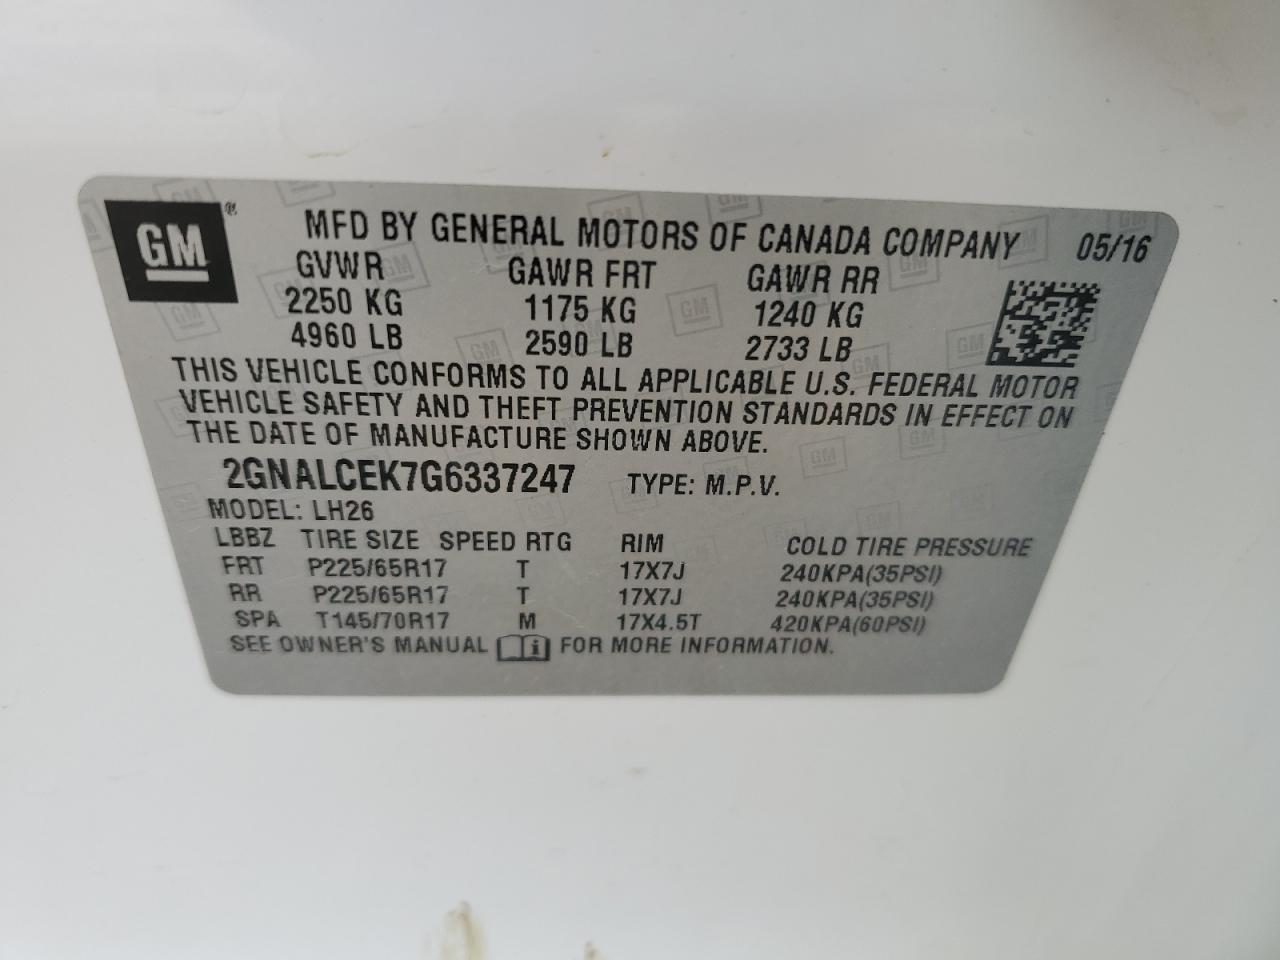 GM ® MFD BY GENERAL MOTORS OF CANADA COMPANY 05/16
GVWR GAWR FRT GAWR RR
2250 KG 1175 KG 1240 KG
4960 LB 2590 LB 2733 LB
THIS VEHICLE CONFORMS TO ALL APPLICABLE U.S. FEDERAL MOTOR
VEHICLE SAFETY AND THEFT PREVENTION STANDARDS IN EFFECT ON
THE DATE OF MANUFACTURE SHOWN ABOVE.
2GNALCEK7G6337247 TYPE: M.P.V.
MODEL: LH26
LBBZ TIRE SIZE SPEED RTG RIM COLD TIRE PRESSURE
FRT P225/65R17 T 17X7J 240KPA(35PSI)
RR P225/65R17 T 17X7J 240KPA(35PSI)
SPA T145/70R17 M 17X4.5T 420KPA(60PSI)
SEE OWNER'S MANUAL i FOR MORE INFORMATION.